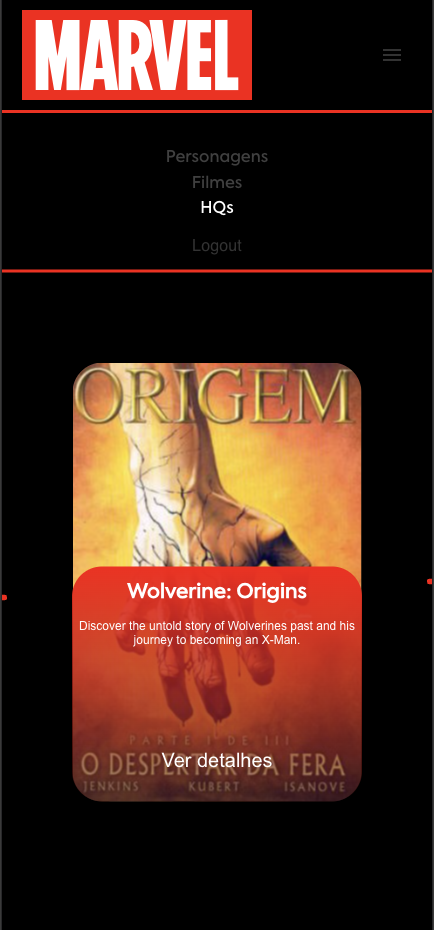 MARVEL
Personagens
Filmes
HQs
Logout
ORIGEM
Wolverine: Origins
Discover the untold story of Wolverines past and his
journey to becoming an X-Man.
PARTE I DE III
Ver detalhes
O DESPERTAR DA FERA
JENKINS KUBERT ISANOVE